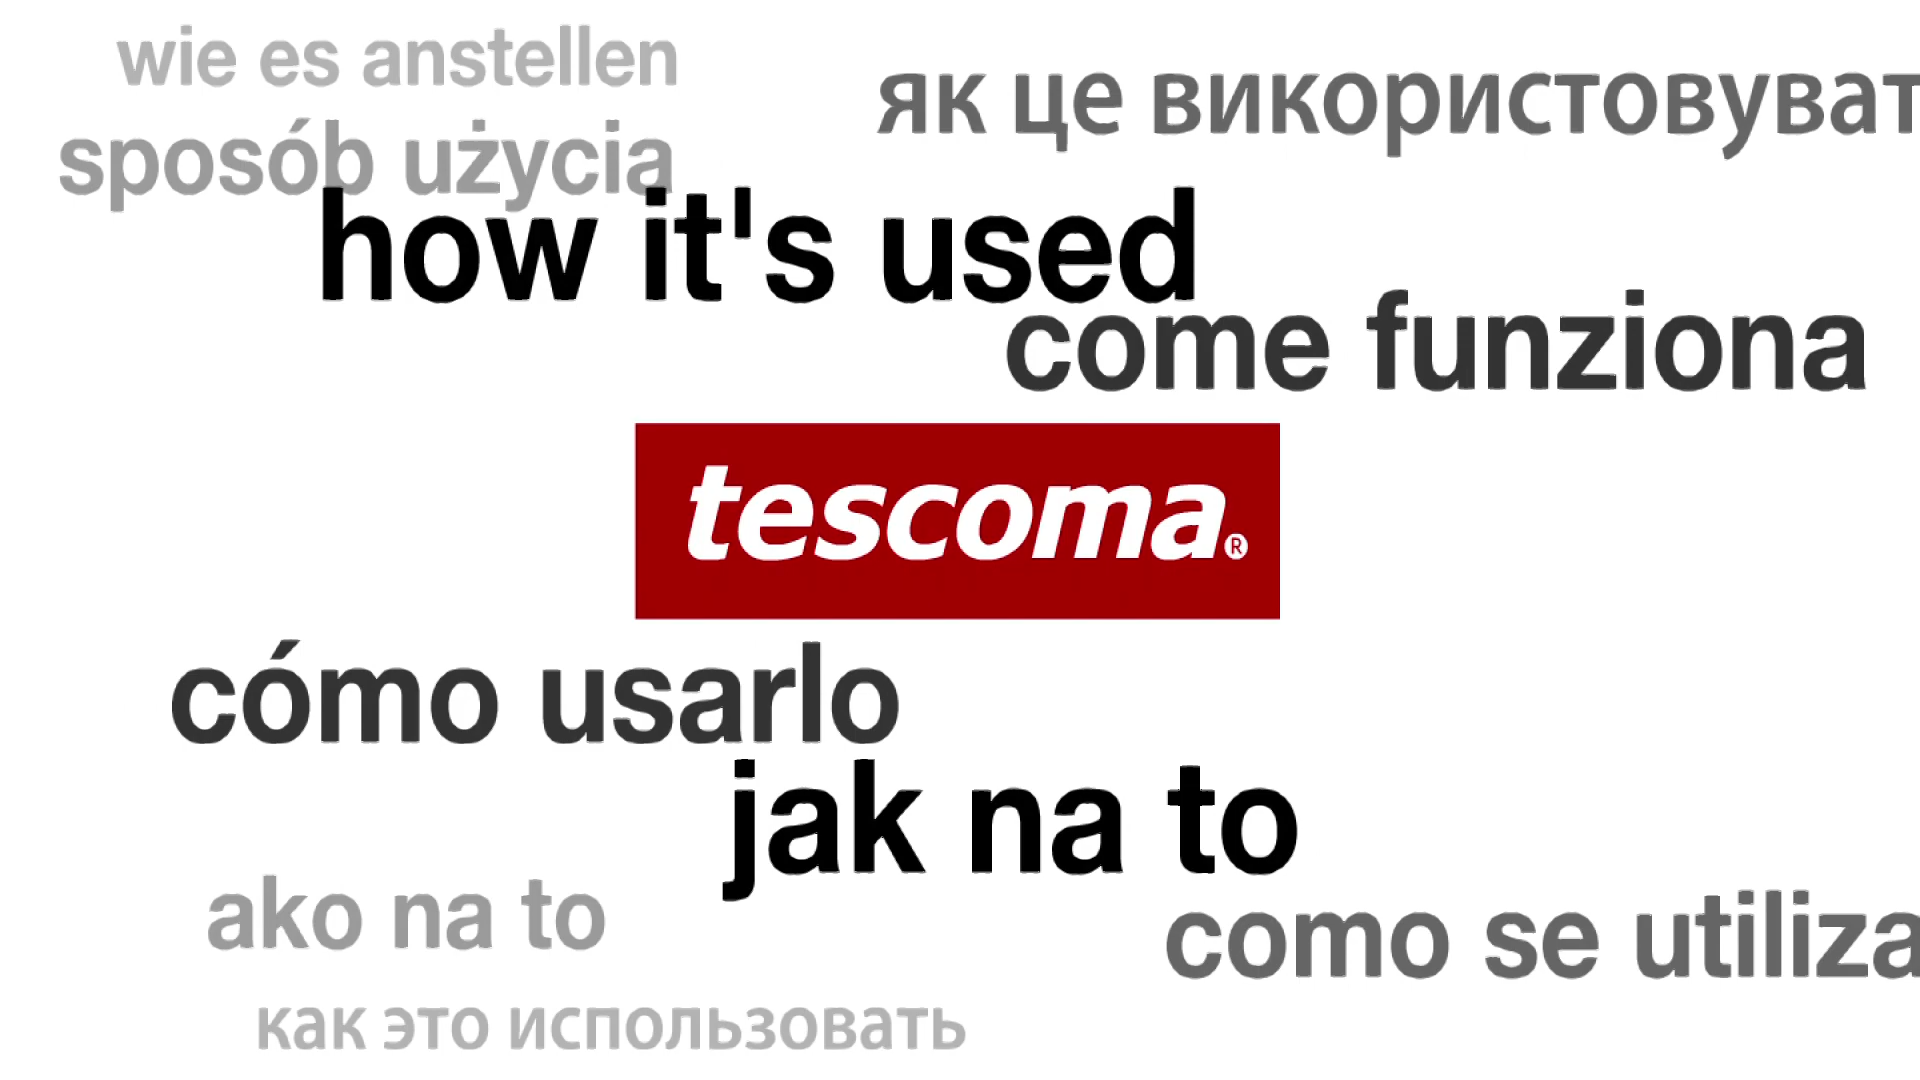 wie es anstellen
як це використовуват
sposób użycia
how it's used
come funziona
tescoma®
cómo usarlo
jak na to
ako na to
como se utiliza
как это использовать